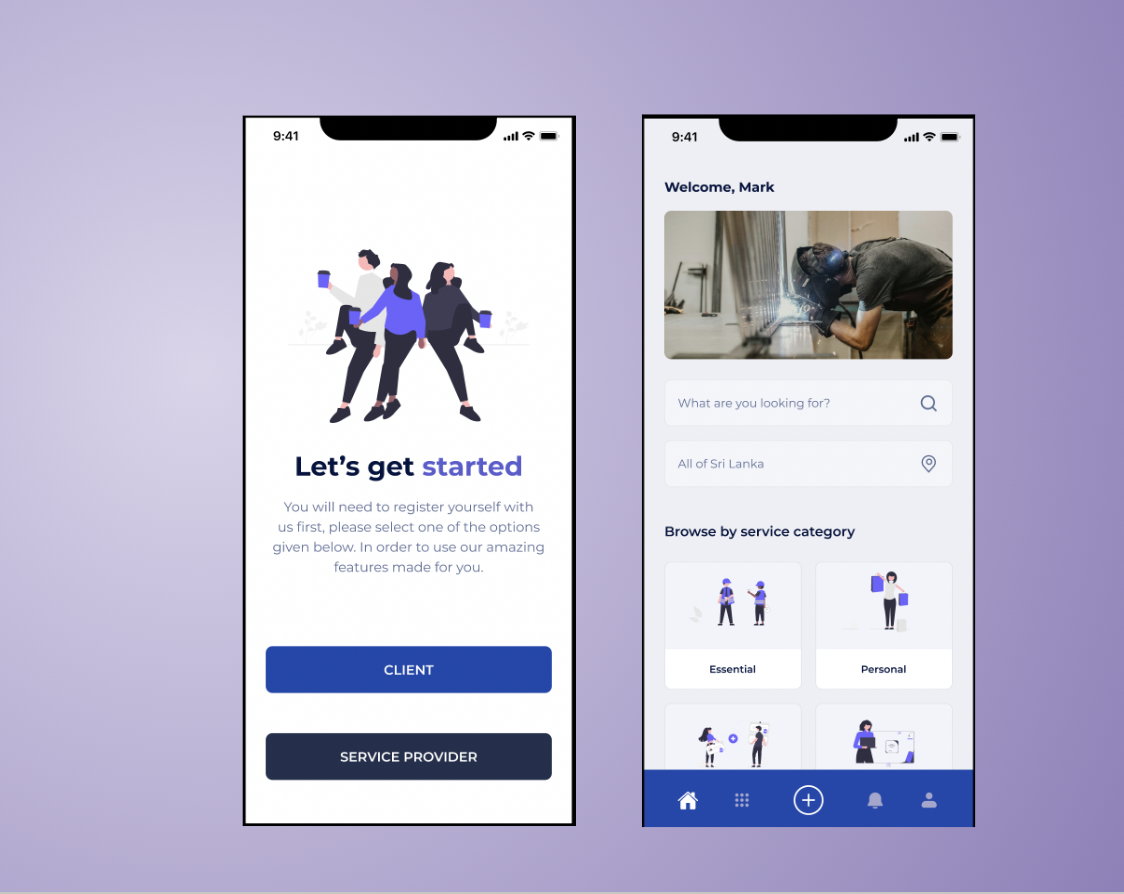 9:41
Let's get started
You will need to register yourself with
us first, please select one of the options
given below. In order to use our amazing
features made for you.
CLIENT
SERVICE PROVIDER
9:41
Welcome, Mark
What are you looking for?
All of Sri Lanka
Browse by service category
Essential
Personal